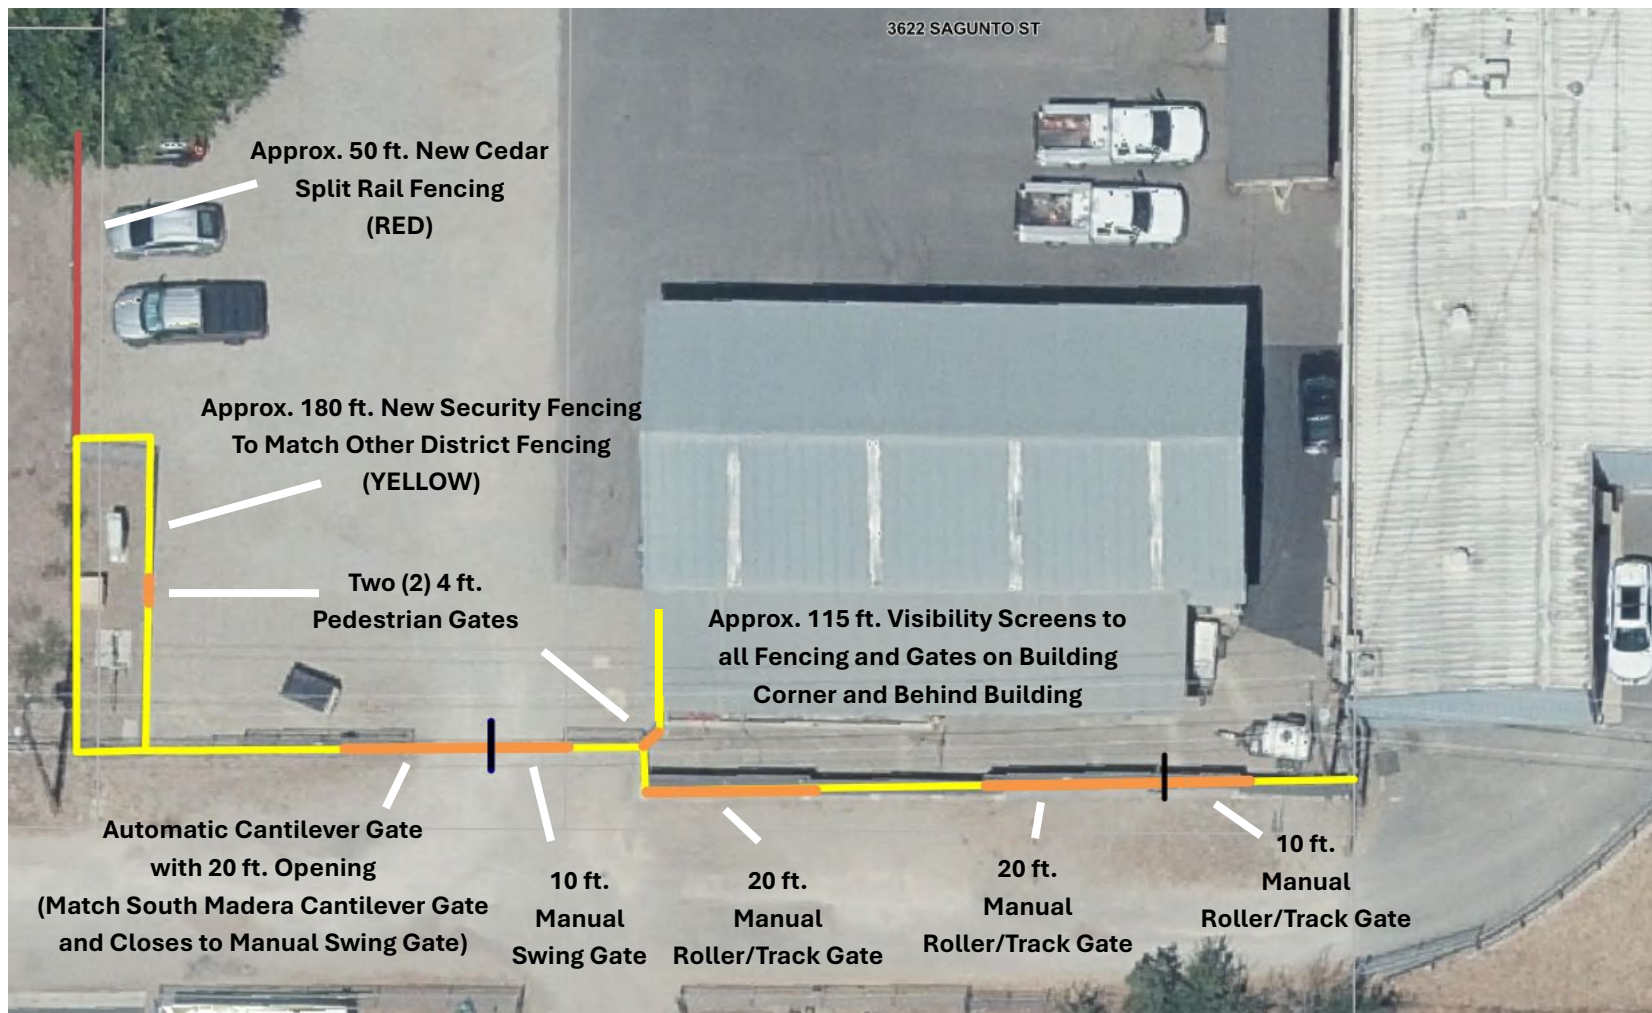 3622 SAGUNTO ST
Approx. 50 ft. New Cedar
Split Rail Fencing
(RED)
Approx. 180 ft. New Security Fencing
To Match Other District Fencing
(YELLOW)
Two (2) 4 ft.
Pedestrian Gates
Approx. 115 ft. Visibility Screens to
all Fencing and Gates on Building
Corner and Behind Building
Automatic Cantilever Gate
with 20 ft. Opening
(Match South Madera Cantilever Gate
and Closes to Manual Swing Gate)
10 ft.
Manual
Swing Gate
20 ft.
Manual
Roller/Track Gate
20 ft.
Manual
Roller/Track Gate
10 ft.
Manual
Roller/Track Gate